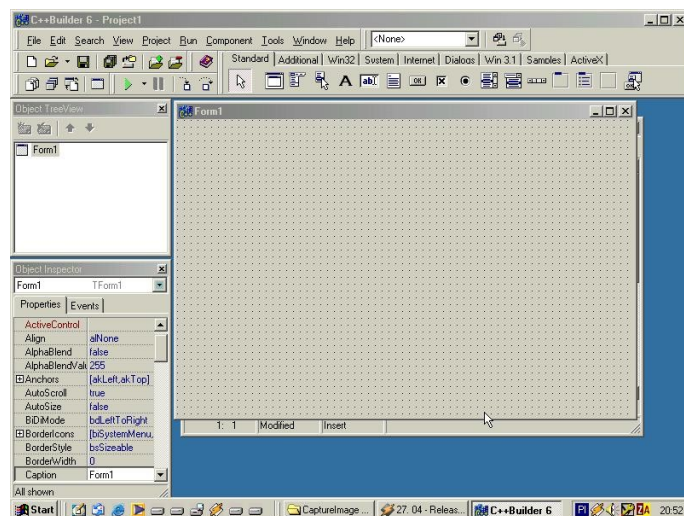 C++Builder 6 - Project1
File Edit Search View Project Run Component Tools Window Help <None>
Standard Additional Win32 System Internet Dialogs Win 3.1 Samples ActiveX
Object TreeView
Form1
Form1
Object Inspector
Form1 TForm1
Properties Events
ActiveControl
Align alNone
AlphaBlend false
AlphaBlendValu 255
Anchors [akLeft,akTop]
AutoScroll true
AutoSize false
BiDiMode bdLeftToRight
BorderIcons [biSystemMenu,
BorderStyle bsSizeable
BorderWidth 0
Caption Form1
All shown
1: 1 Modified Insert
Start CaptureImage ... 27. 04 - Releas... C++Builder 6 Pl 20:52